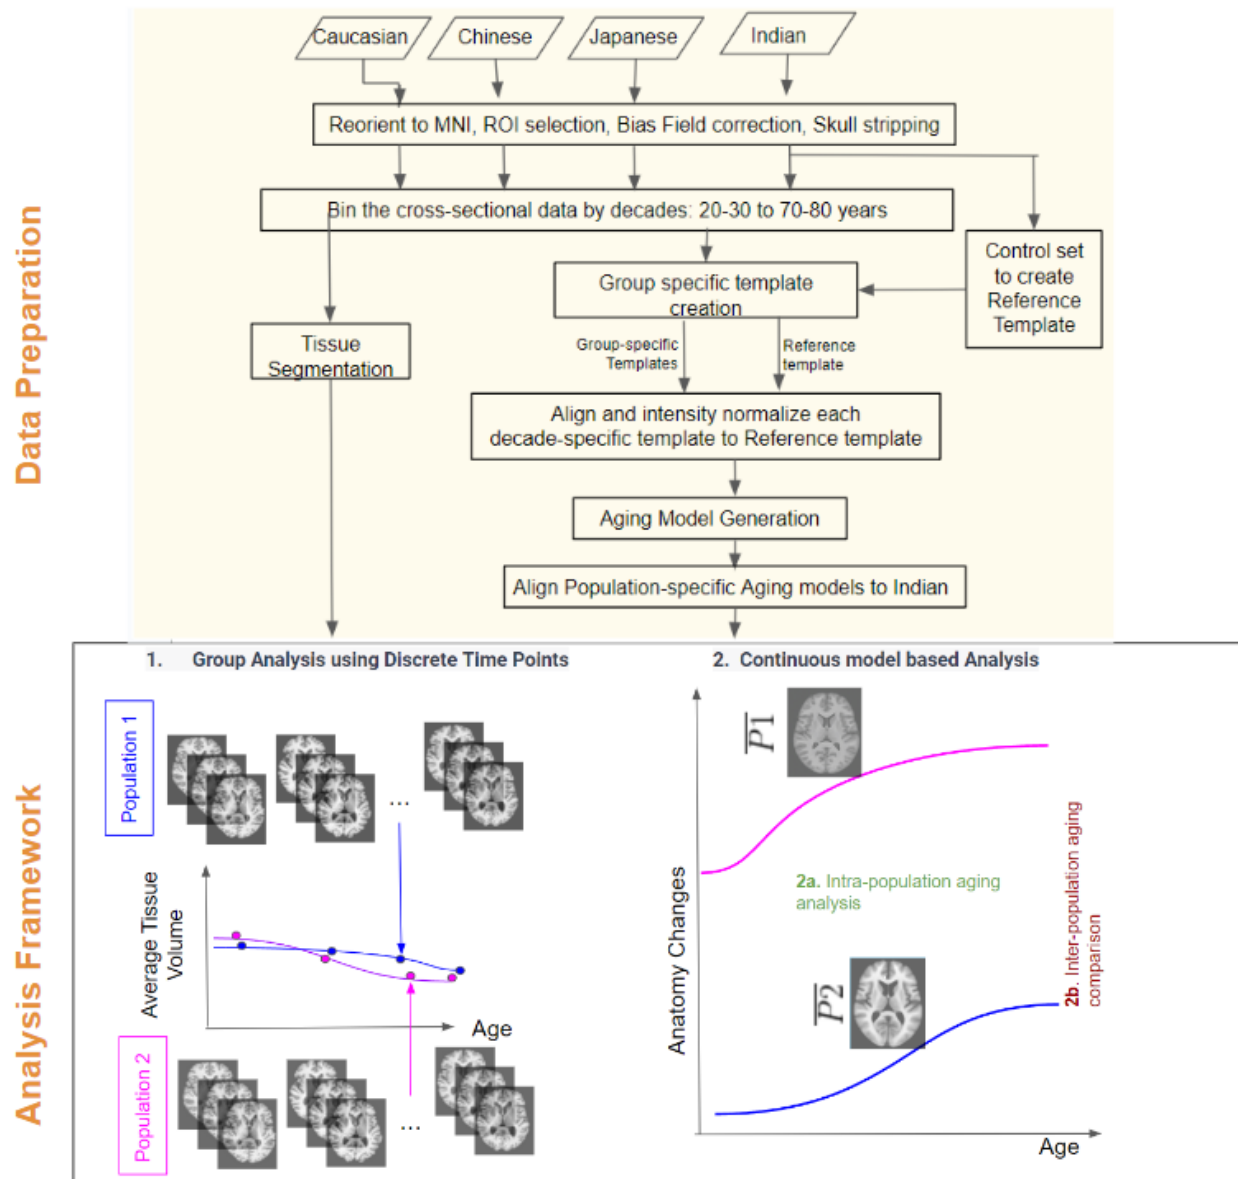 Data Preparation
Caucasian
Chinese
Japanese
Indian
Reorient to MNI, ROI selection, Bias Field correction, Skull stripping
Bin the cross-sectional data by decades: 20-30 to 70-80 years
Control set
to create
Reference
Template
Group specific template
creation
Tissue
Segmentation
Group-specific
Templates
Reference
template
Align and intensity normalize each
decade-specific template to Reference template
Aging Model Generation
Align Population-specific Aging models to Indian
Analysis Framework
1. Group Analysis using Discrete Time Points
Population 1
...
Average Tissue
Volume
Age
Population 2
...
2. Continuous model based Analysis
P1
Anatomy Changes
2a. Intra-population aging
analysis
P2
2b. Inter-population aging
comparison
Age